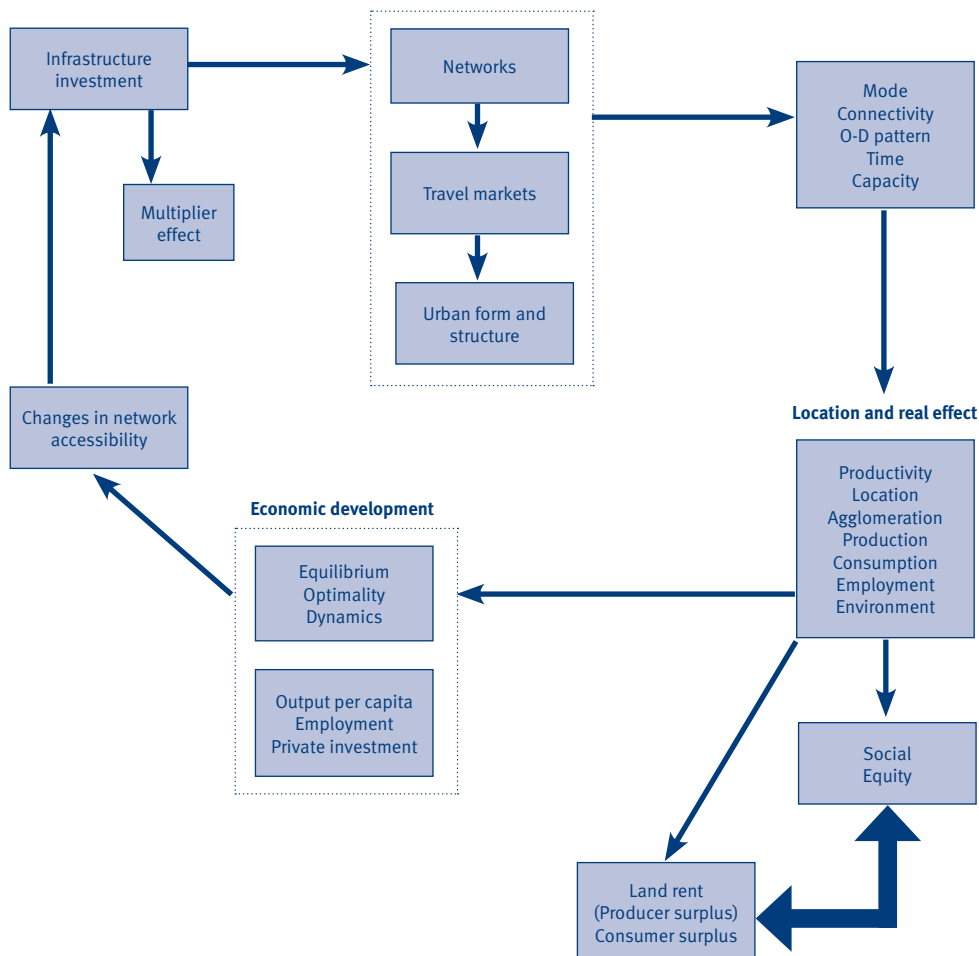 Infrastructure
investment
Multiplier
effect
Networks
Travel markets
Urban form and
structure
Mode
Connectivity
O-D pattern
Time
Capacity
Location and real effect
Productivity
Location
Agglomeration
Production
Consumption
Employment
Environment
Social
Equity
Land rent
(Producer surplus)
Consumer surplus
Economic development
Equilibrium
Optimality
Dynamics
Output per capita
Employment
Private investment
Changes in network
accessibility